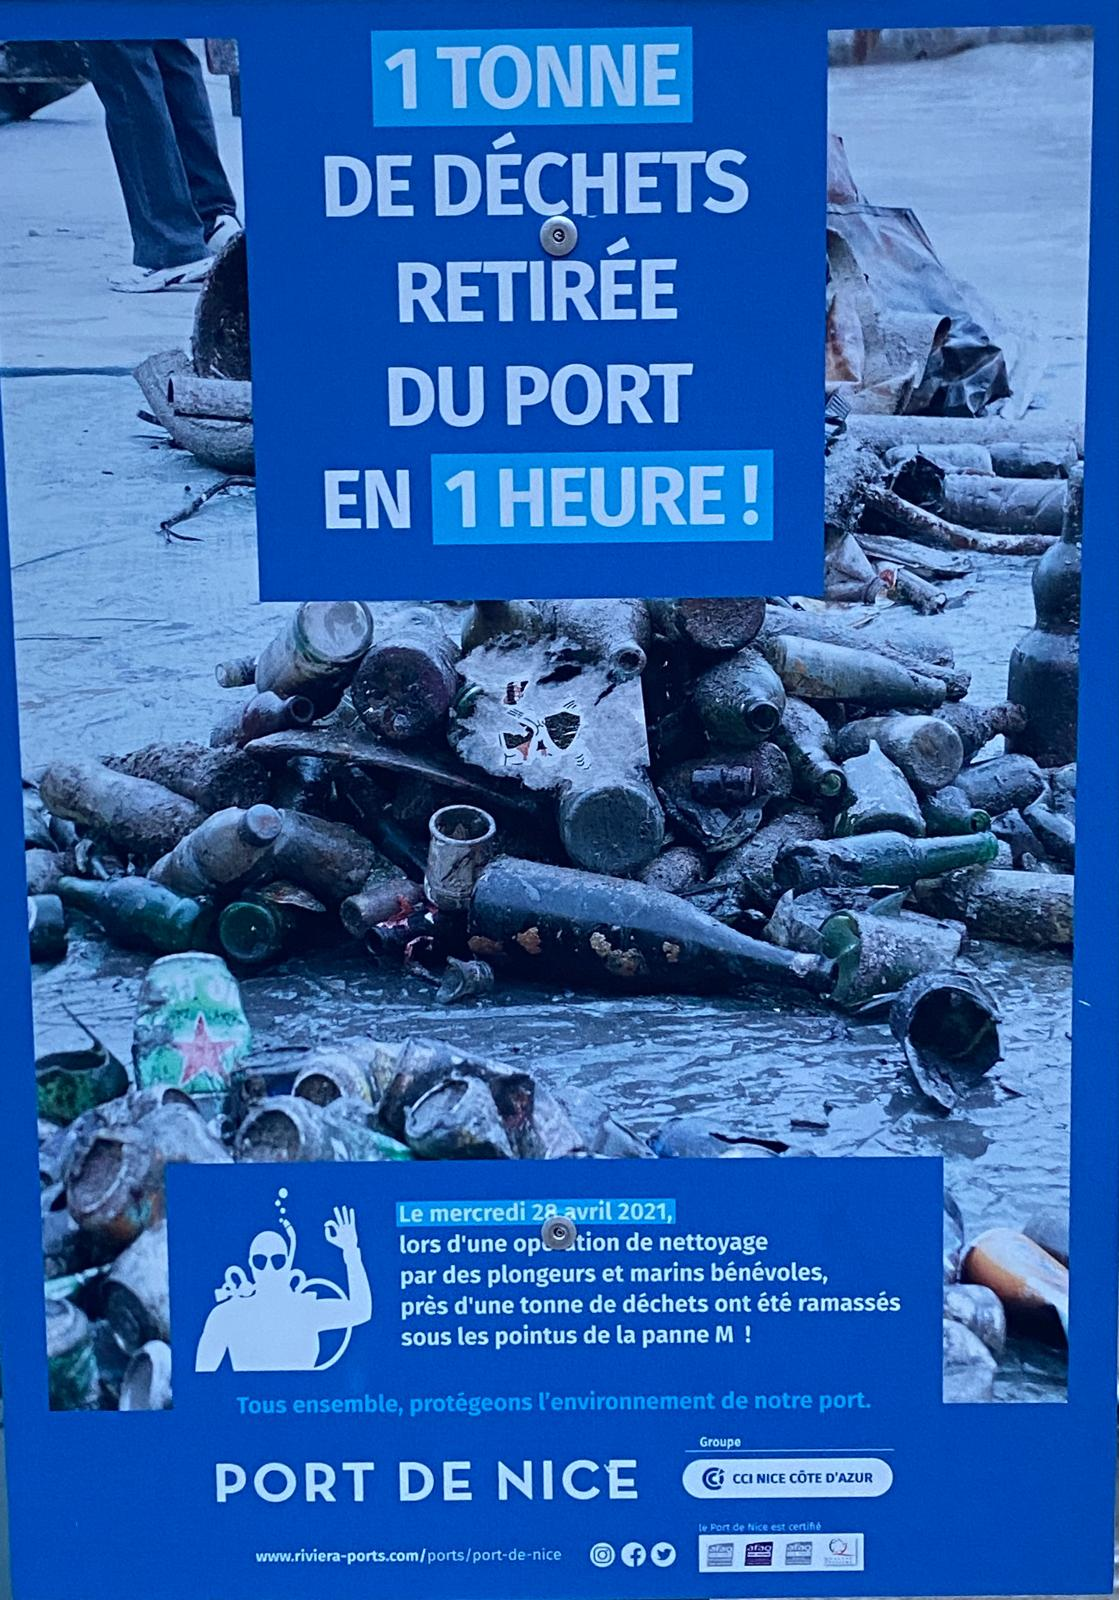 1 TONNE
DE DÉCHETS
RETIRÉE
DU PORT
EN 1 HEURE !
Le mercredi 28 avril 2021,
lors d'une opération de nettoyage
par des plongeurs et marins bénévoles,
près d'une tonne de déchets ont été ramassés
sous les pointus de la panne M !
Tous ensemble, protégeons l'environnement de notre port.
Groupe
PORT DE NICE
CCI NICE CÔTE D'AZUR
le Port de Nice est certifié
www.riviera-ports.com/ports/port-de-nice
afaq afaq afaq